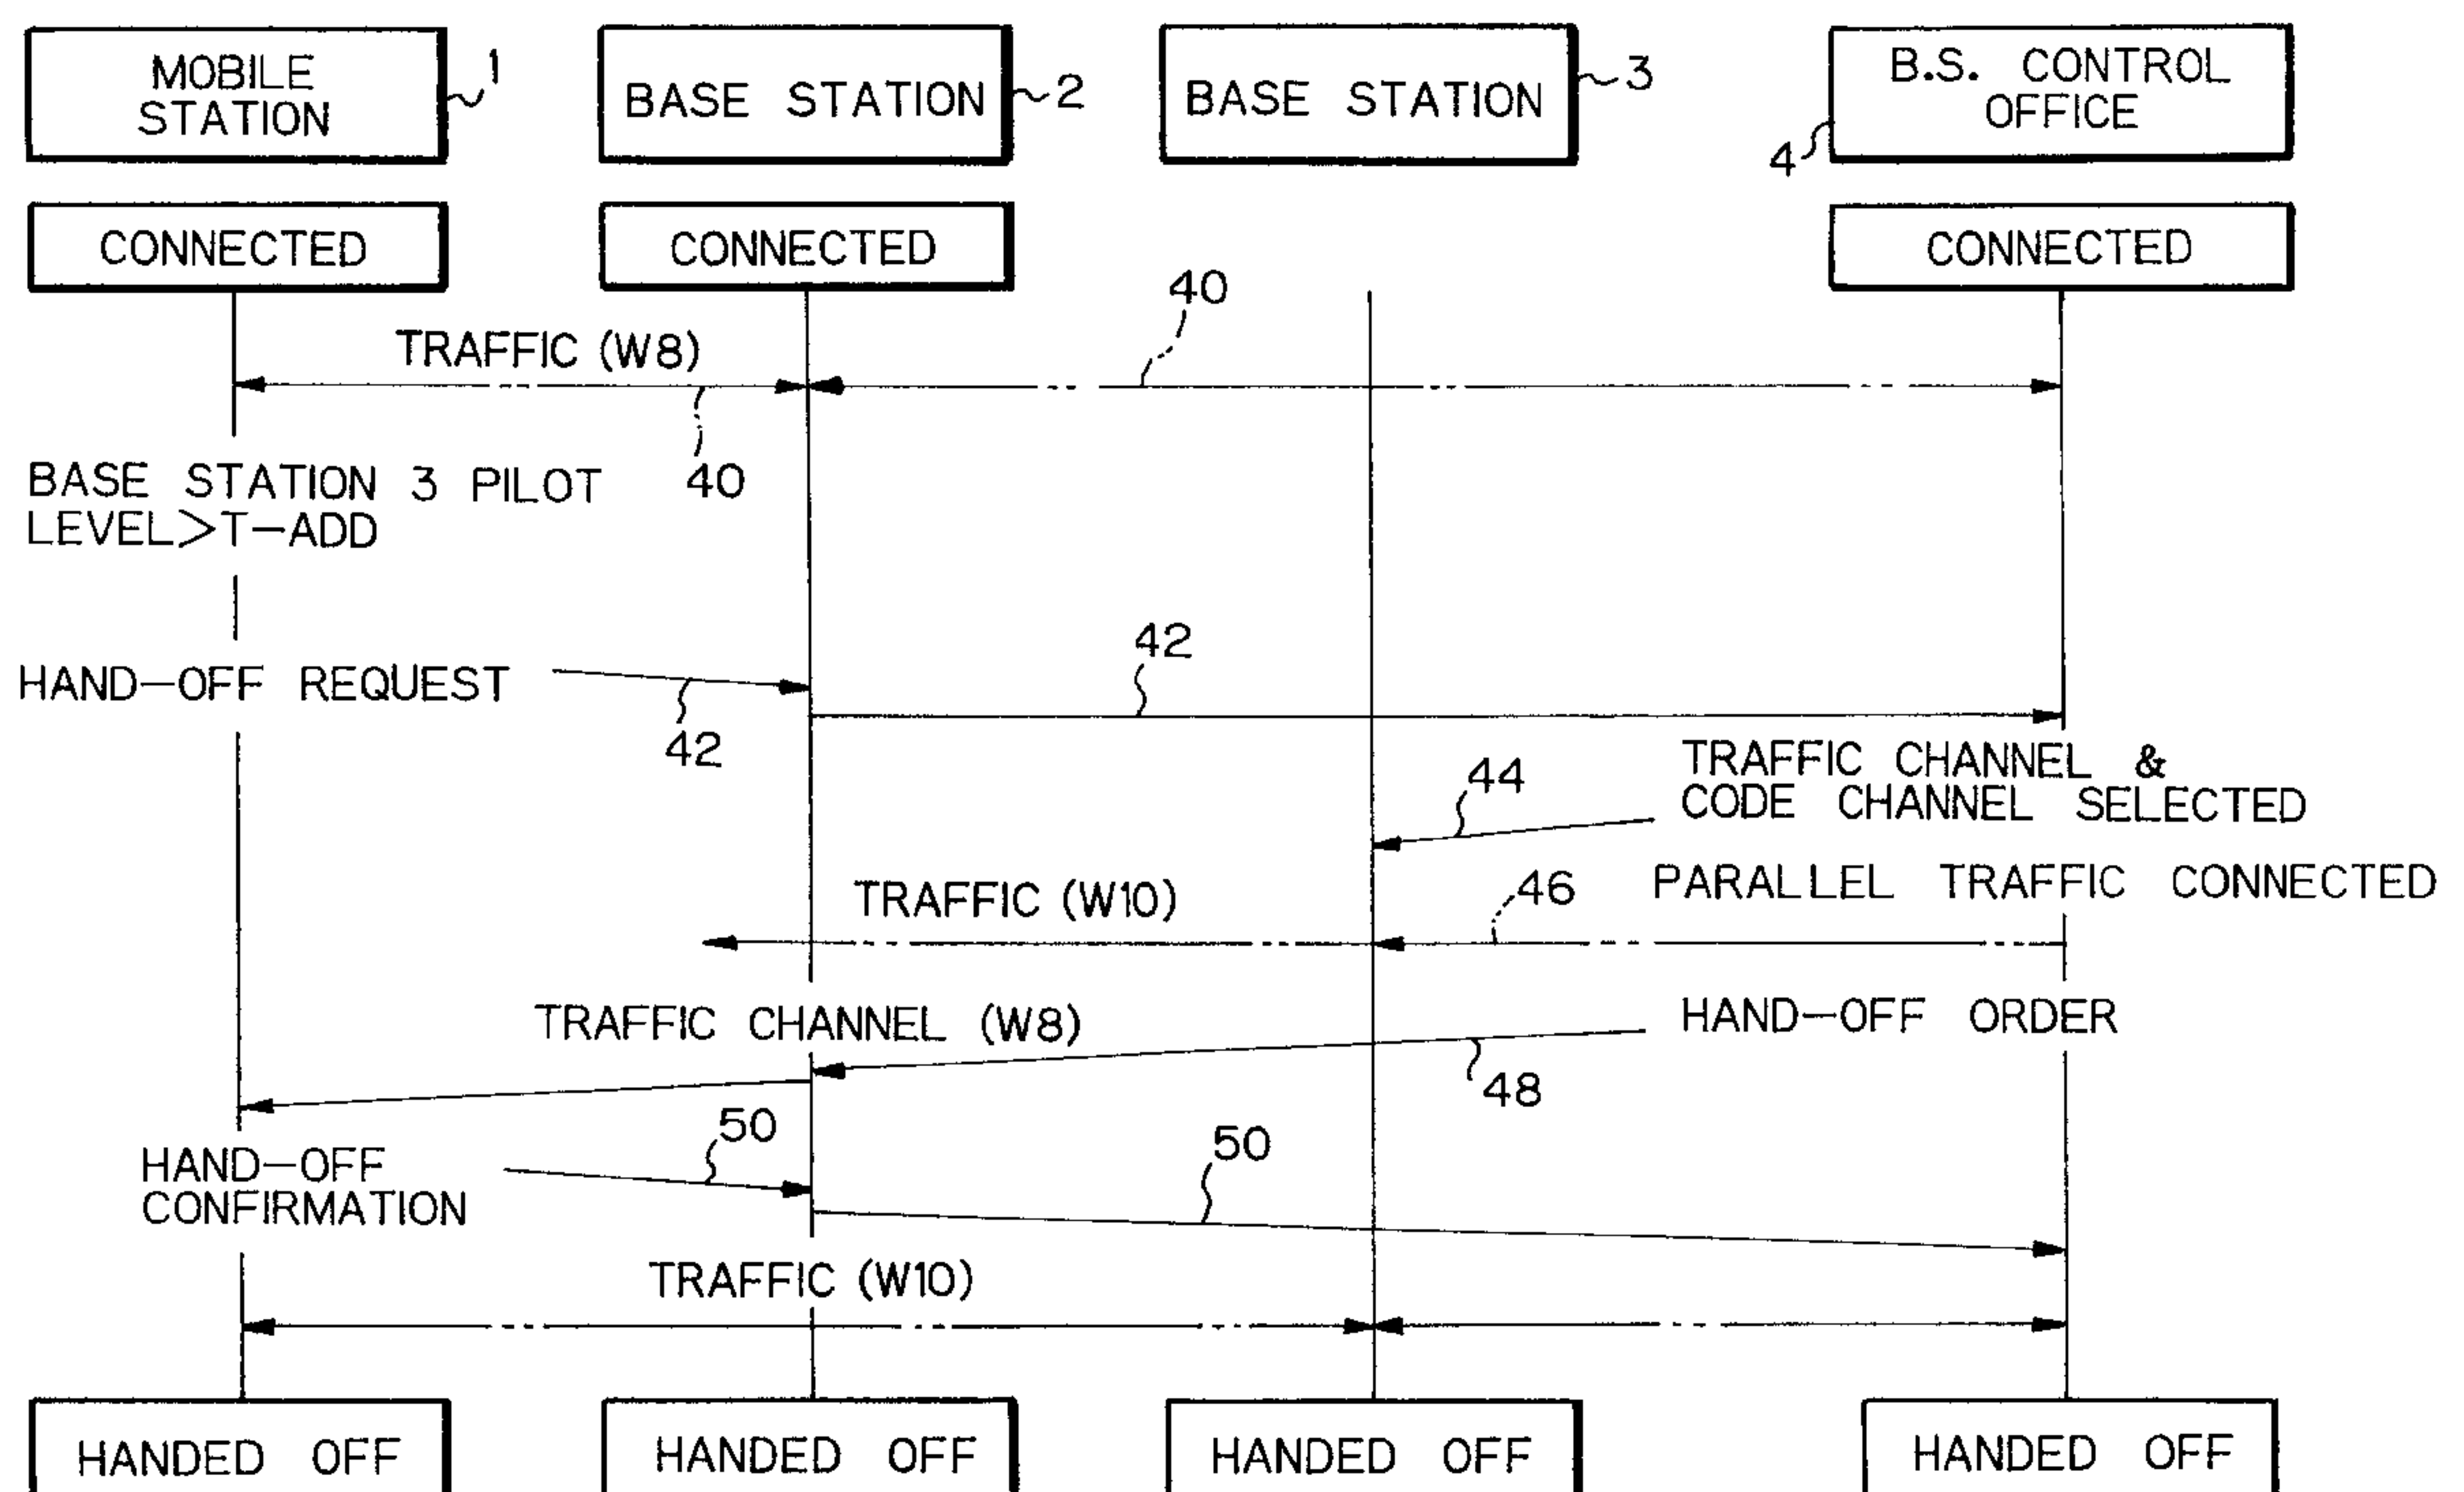 MOBILE
STATION
1
BASE STATION
2
BASE STATION
3
B.S. CONTROL
OFFICE
4
CONNECTED
CONNECTED
CONNECTED
40
TRAFFIC (W8)
40
BASE STATION 3 PILOT
LEVEL>T-ADD
HAND-OFF REQUEST
42
42
TRAFFIC CHANNEL &
CODE CHANNEL SELECTED
44
PARALLEL TRAFFIC CONNECTED
TRAFFIC (W10)
46
TRAFFIC CHANNEL (W8)
HAND-OFF ORDER
48
HAND-OFF
CONFIRMATION
50
50
TRAFFIC (W10)
HANDED OFF
HANDED OFF
HANDED OFF
HANDED OFF